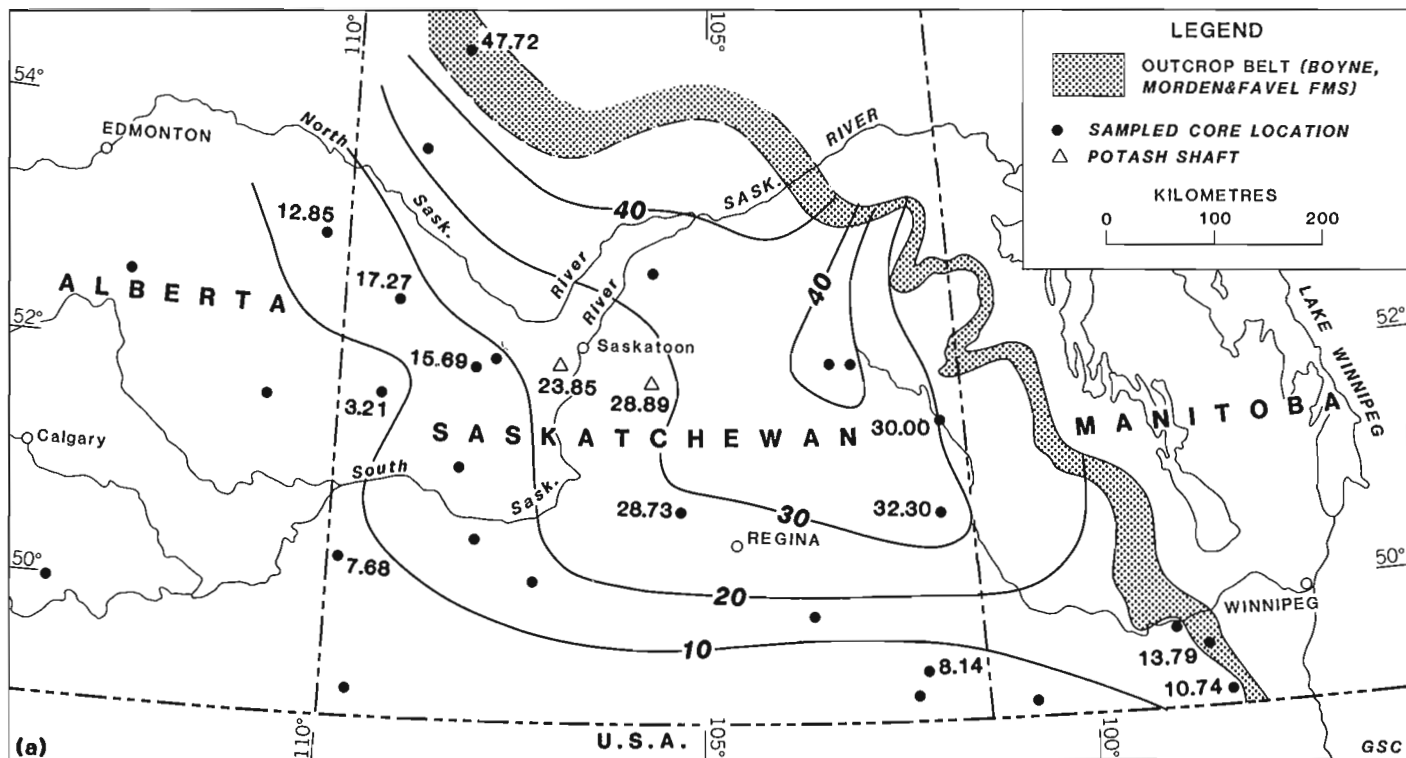 110°
105°
47.72
54°
LEGEND
OUTCROP BELT (BOYNE,
MORDEN&FAVEL FMS)
SAMPLED CORE LOCATION
POTASH SHAFT
KILOMETRES
0 100 200
EDMONTON
North
Sask.
River
SASK. RIVER
River
40
12.85
ALBERTA
17.27
40
52°
52°
LAKE WINNIPEG
Saskatoon
15.69
23.85
28.89
3.21
MANITOBA
Calgary
SASKATCHEWAN
30.00
South
Sask.
28.73
30
32.30
REGINA
50°
50°
7.68
20
WINNIPEG
10
8.14
13.79
10.74
(a)
110°
U.S.A.
105°
100°
GSC